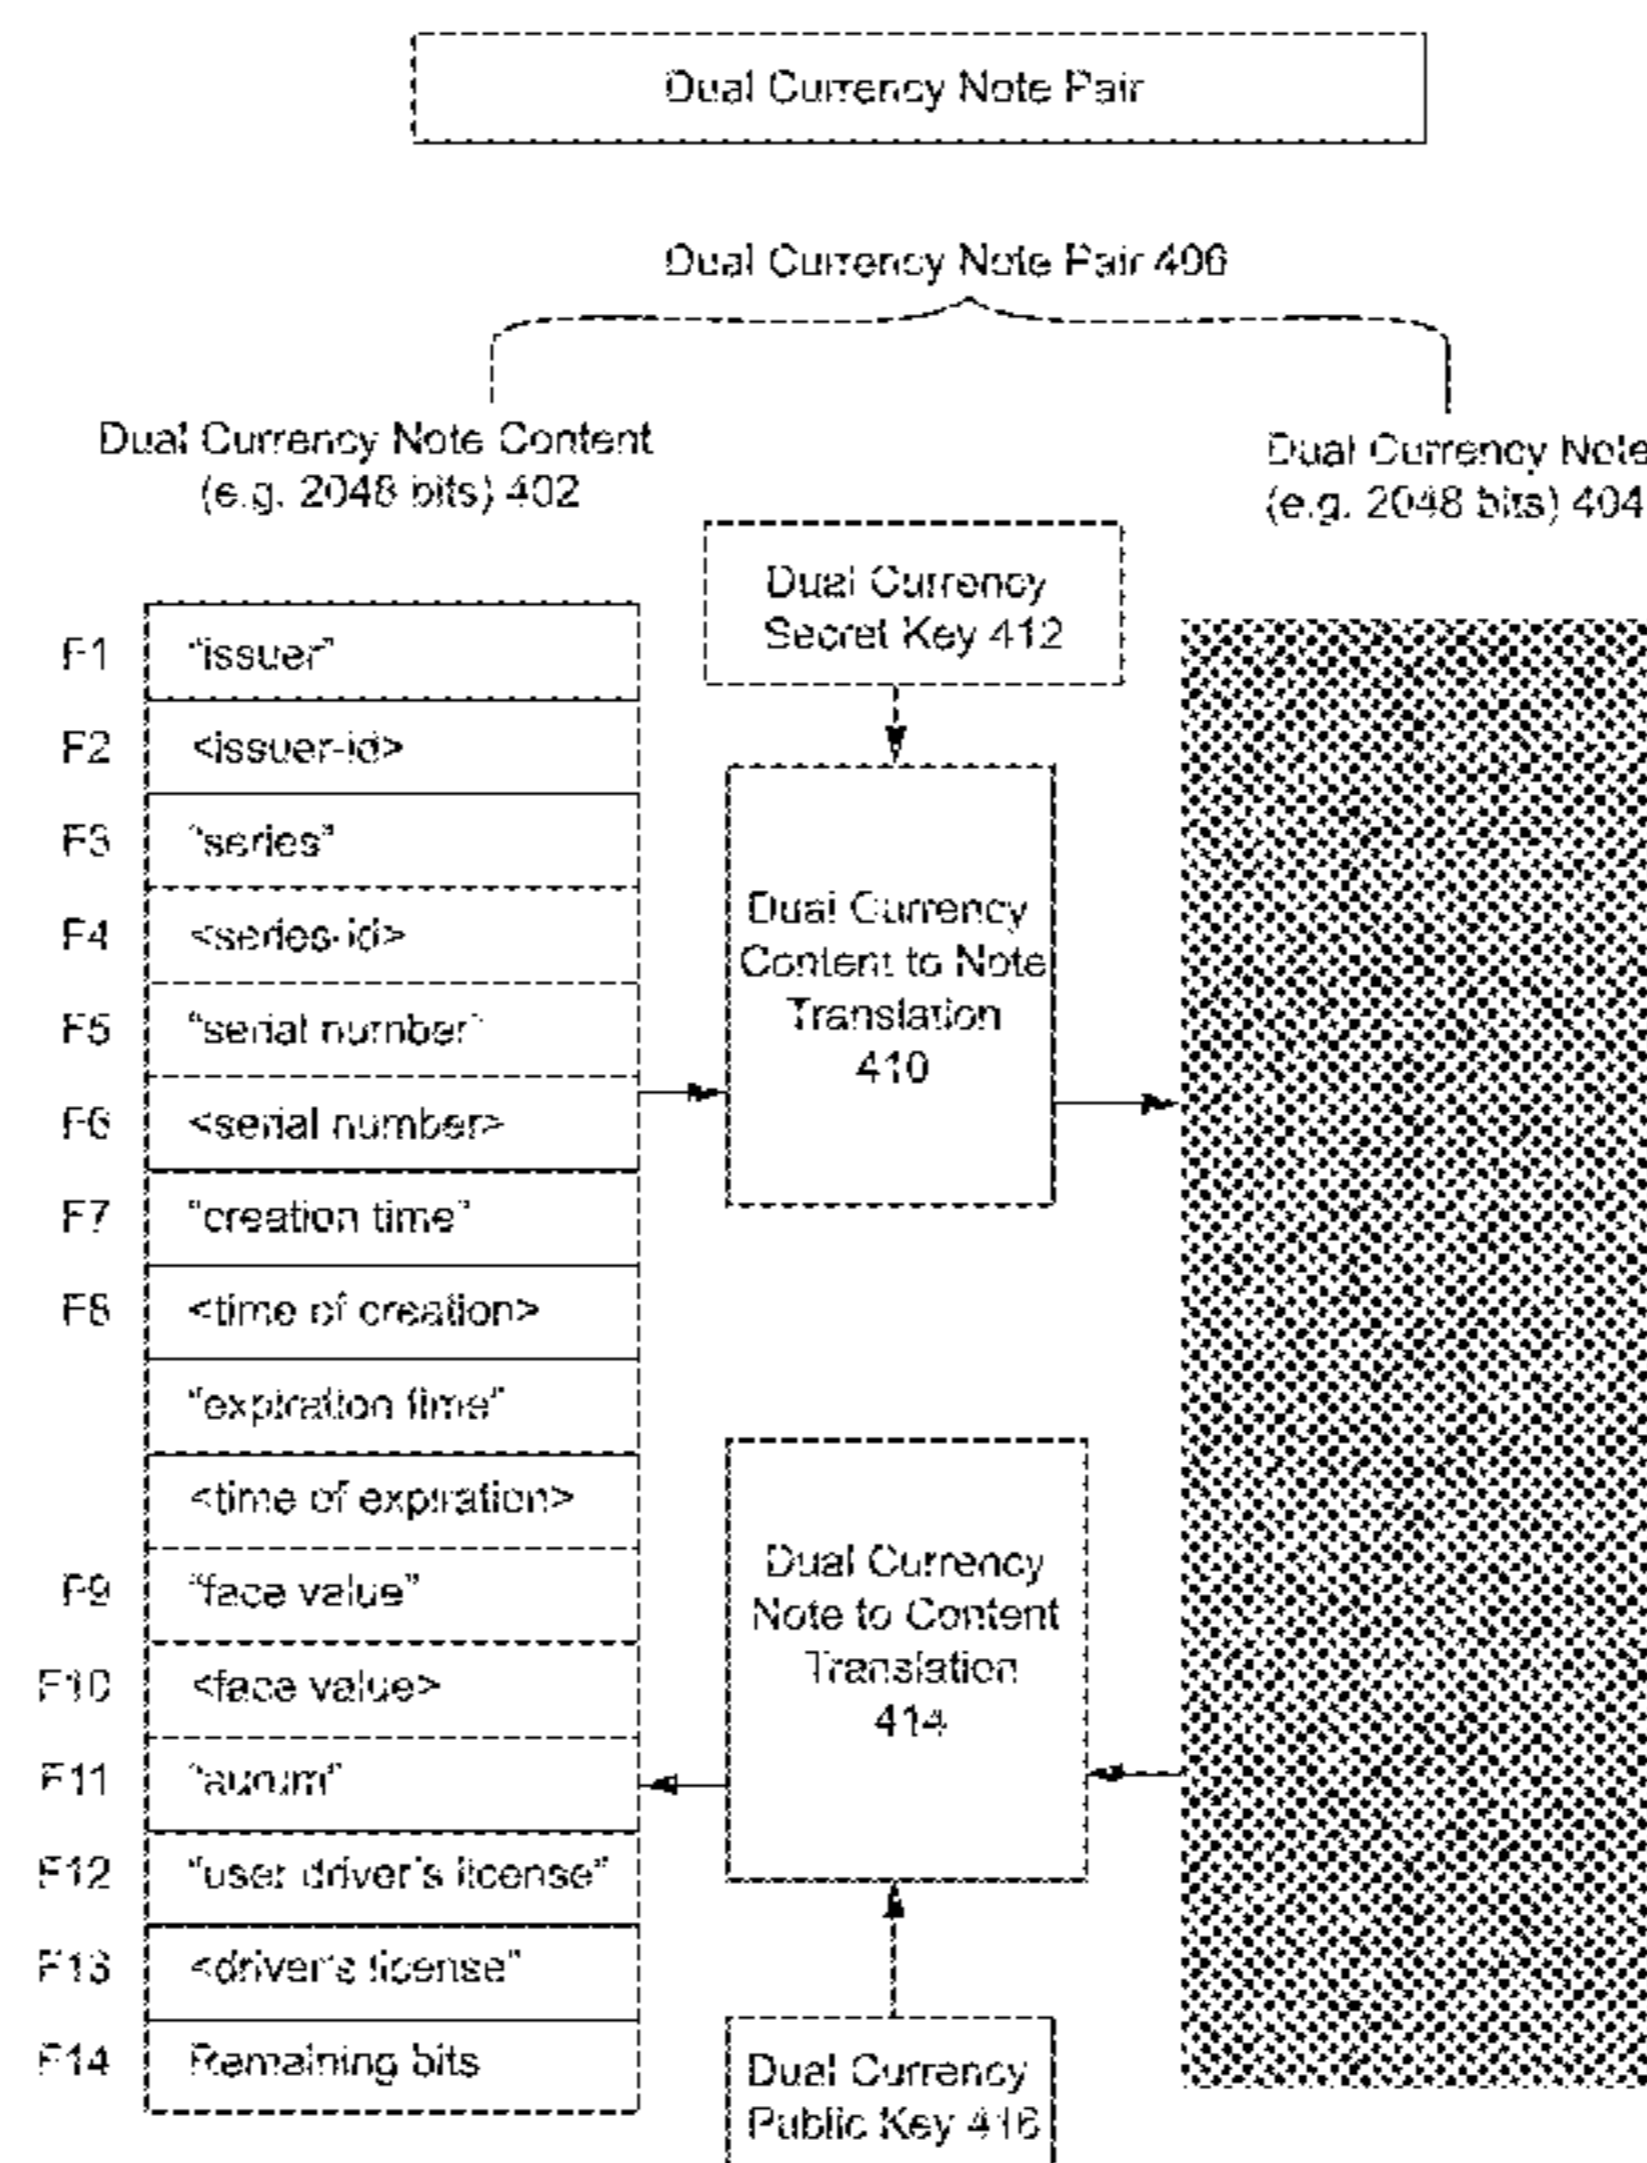 Dual Currency Note Pair
Dual Currency Note Pair 406
Dual Currency Note Content
(e.g. 2048 bits) 402
Dual Currency Note
(e.g. 2048 bits) 404
Dual Currency
Secret Key 412
F1 "issuer"
F2 <issuer-id>
F3 "series"
F4 <series-id>
F5 "serial number"
F6 <serial number>
F7 "creation time"
F8 <time of creation>
"expiration time"
<time of expiration>
F9 "face value"
F10 <face value>
F11 "aurum"
F12 "user driver's license"
F13 <driver's license"
F14 Remaining bits
Dual Currency
Content to Note
Translation
410
Dual Currency
Note to Content
Translation
414
Dual Currency
Public Key 416